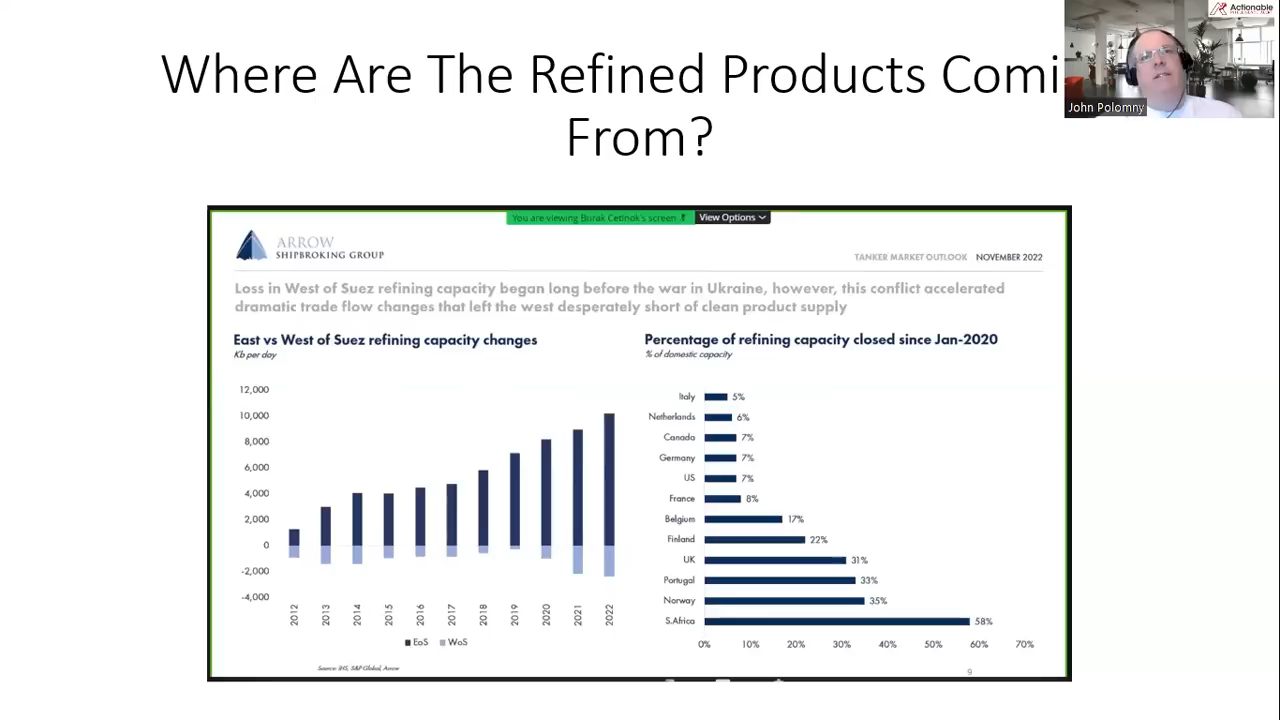 Where Are The Refined Products Comi
From?
Actionable
John Polomny
You are viewing Burak Cetinok's screen
View Options
ARROW
SHIPBROKING GROUP
TANKER MARKET OUTLOOK NOVEMBER 2022
Loss in West of Suez refining capacity began long before the war in Ukraine, however, this conflict accelerated
dramatic trade flow changes that left the west desperately short of clean product supply
East vs West of Suez refining capacity changes
Kb per day
12,000
10,000
8,000
6,000
4,000
2,000
0
-2,000
-4,000
2012 2013 2014 2015 2016 2017 2018 2019 2020 2021 2022
EoS WoS
Source: IHS, S&P Global, Arrow
Percentage of refining capacity closed since Jan-2020
% of domestic capacity
Italy 5%
Netherlands 6%
Canada 7%
Germany 7%
US 7%
France 8%
Belgium 17%
Finland 22%
UK 31%
Portugal 33%
Norway 35%
S.Africa 58%
0% 10% 20% 30% 40% 50% 60% 70%
9